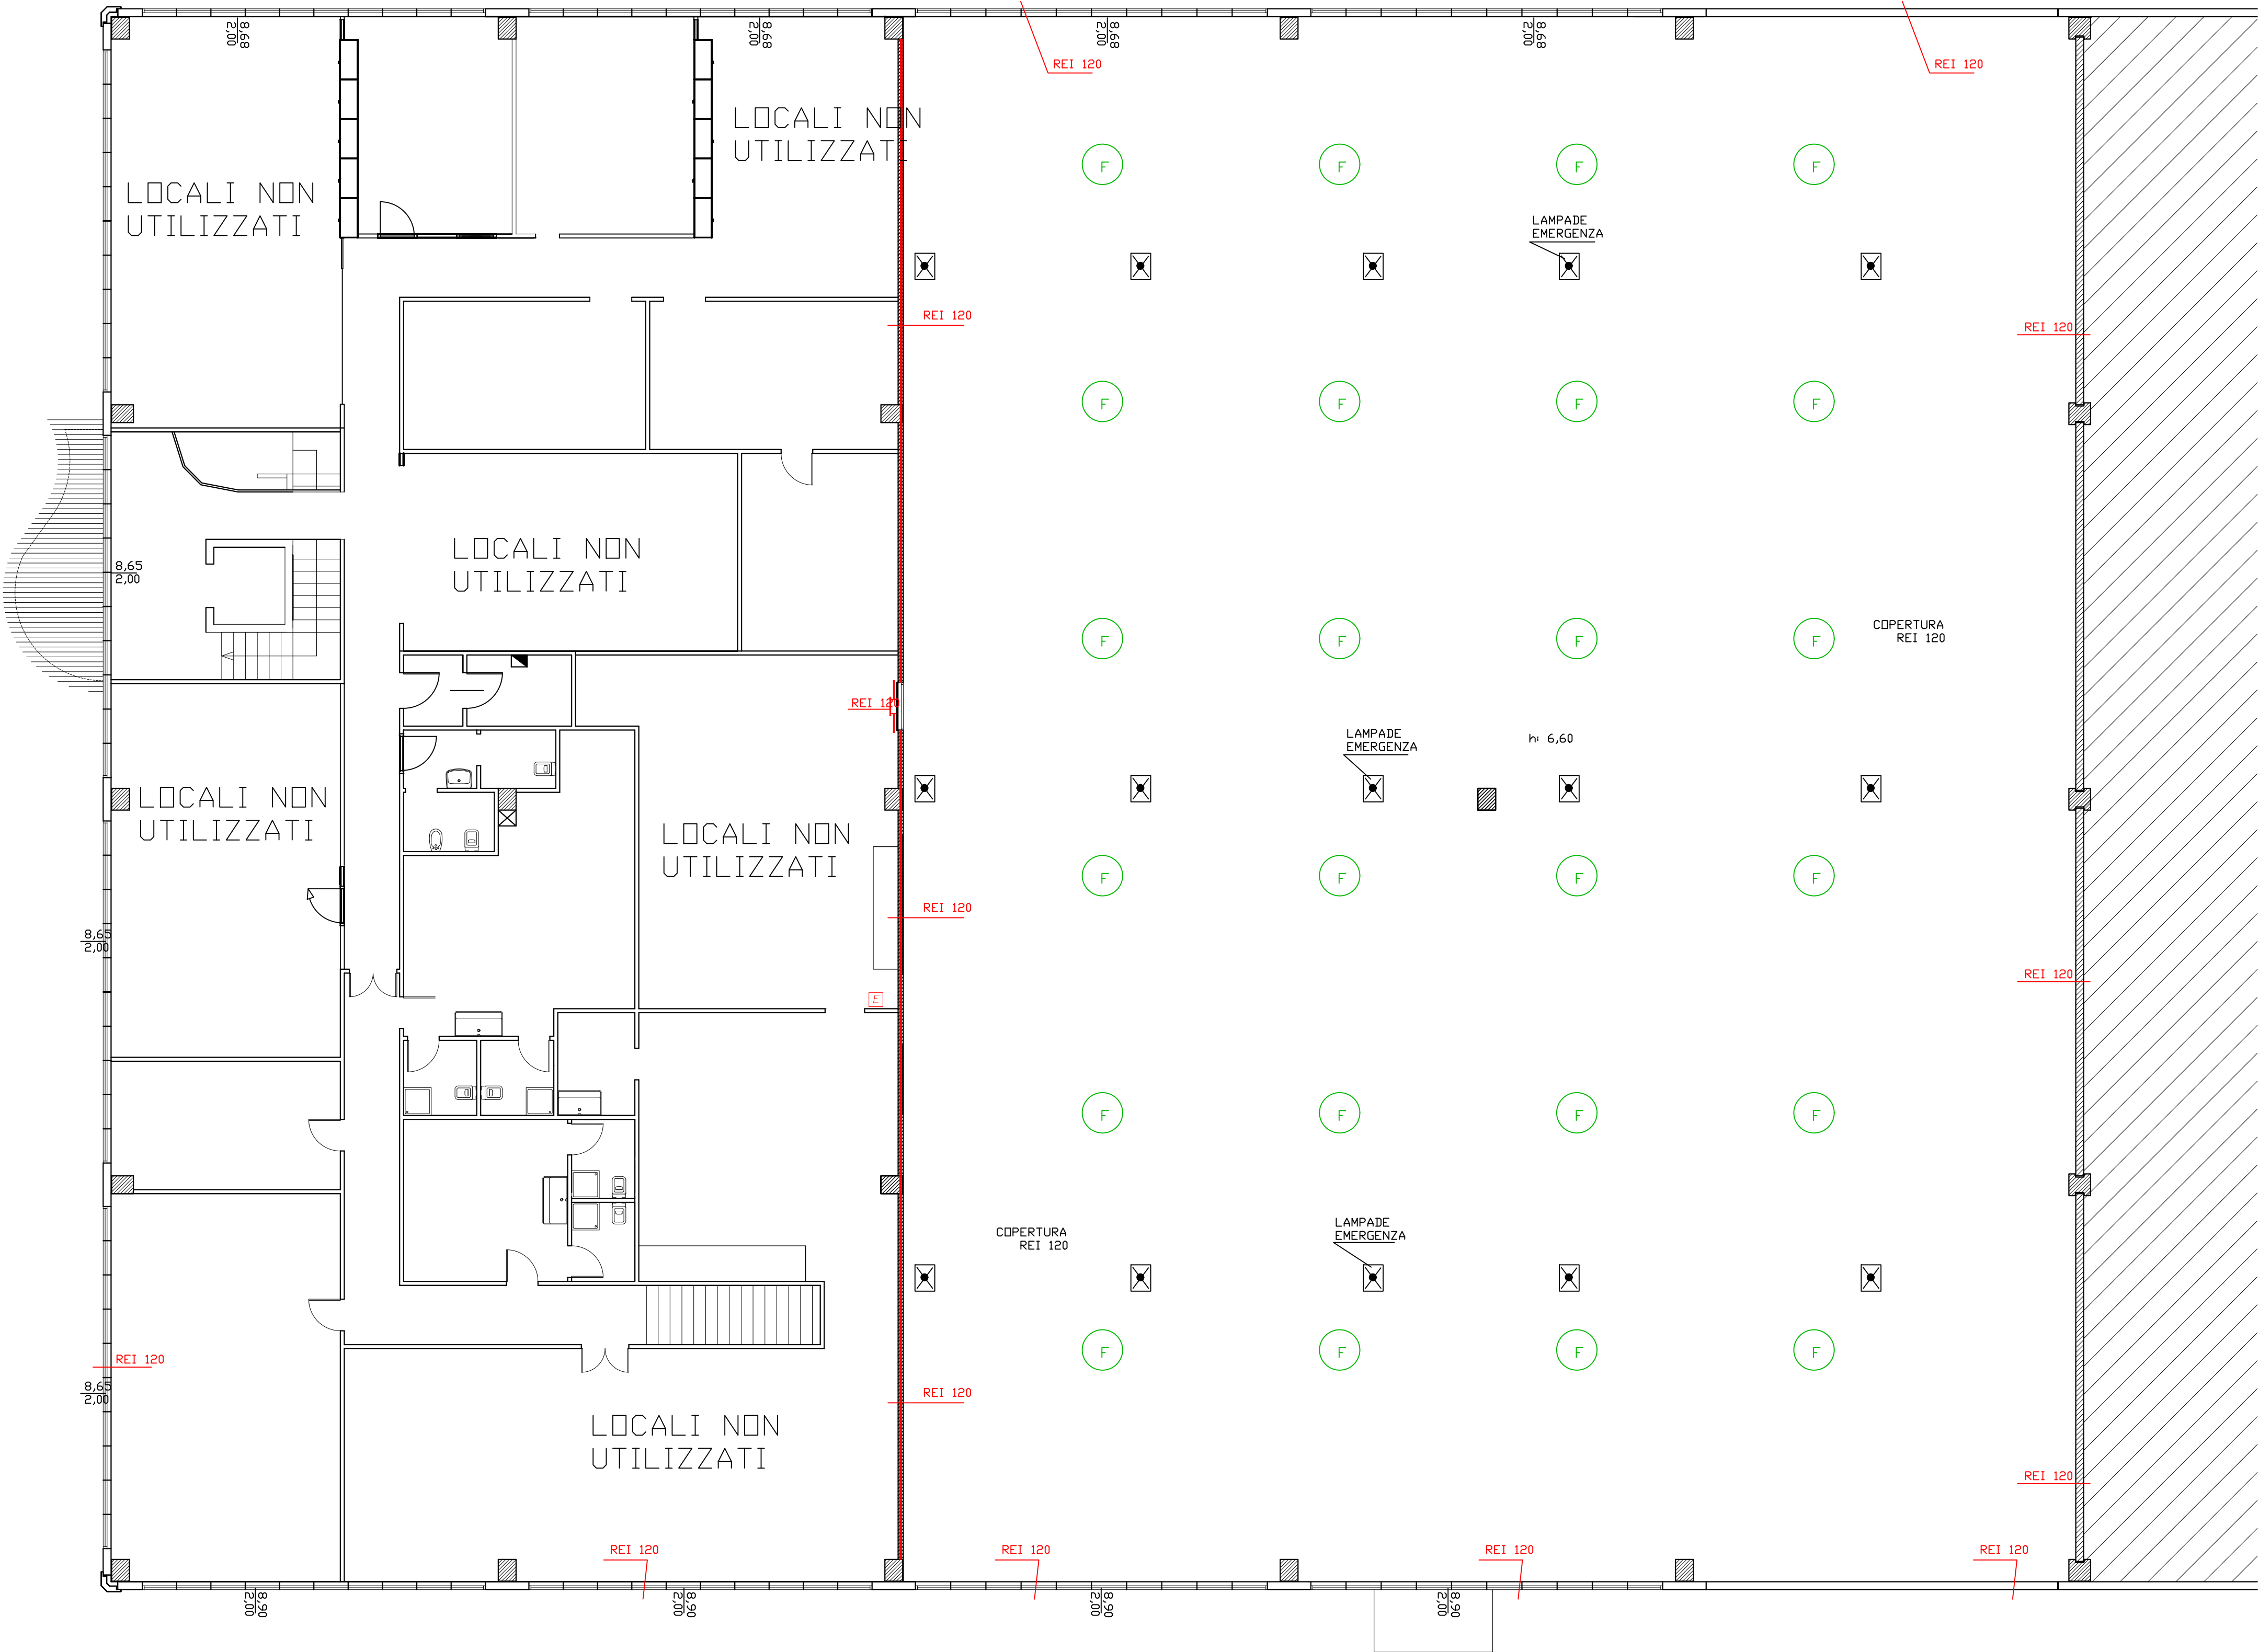 8,68
2,00
8,68
2,00
8,68
2,00
8,68
2,00
REI 120
REI 120
LOCALI NON
UTILIZZATI
F
F
F
F
LOCALI NON
UTILIZZATI
LAMPADE
EMERGENZA
REI 120
REI 120
F
F
F
F
LOCALI NON
UTILIZZATI
8,65
2,00
F
F
F
F
COPERTURA
REI 120
REI 120
LAMPADE
EMERGENZA
h: 6,60
LOCALI NON
UTILIZZATI
LOCALI NON
UTILIZZATI
F
F
F
F
REI 120
8,65
2,00
REI 120
E
F
F
F
F
COPERTURA
REI 120
LAMPADE
EMERGENZA
F
F
F
F
REI 120
8,65
2,00
REI 120
LOCALI NON
UTILIZZATI
REI 120
REI 120
REI 120
REI 120
REI 120
8,90
2,00
8,90
2,00
8,90
2,00
8,90
2,00